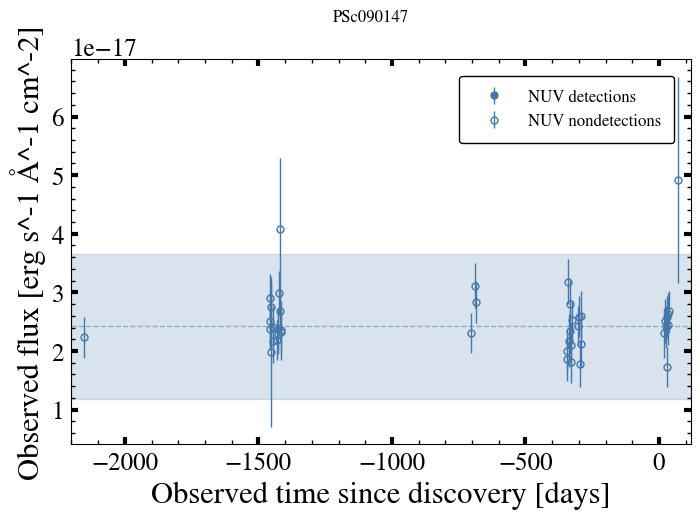 PSc090147
1e−17
Observed flux [erg s^-1 Å^-1 cm^-2]
6
5
4
3
2
1
NUV detections
NUV nondetections
−2000 −1500 −1000 −500 0
Observed time since discovery [days]